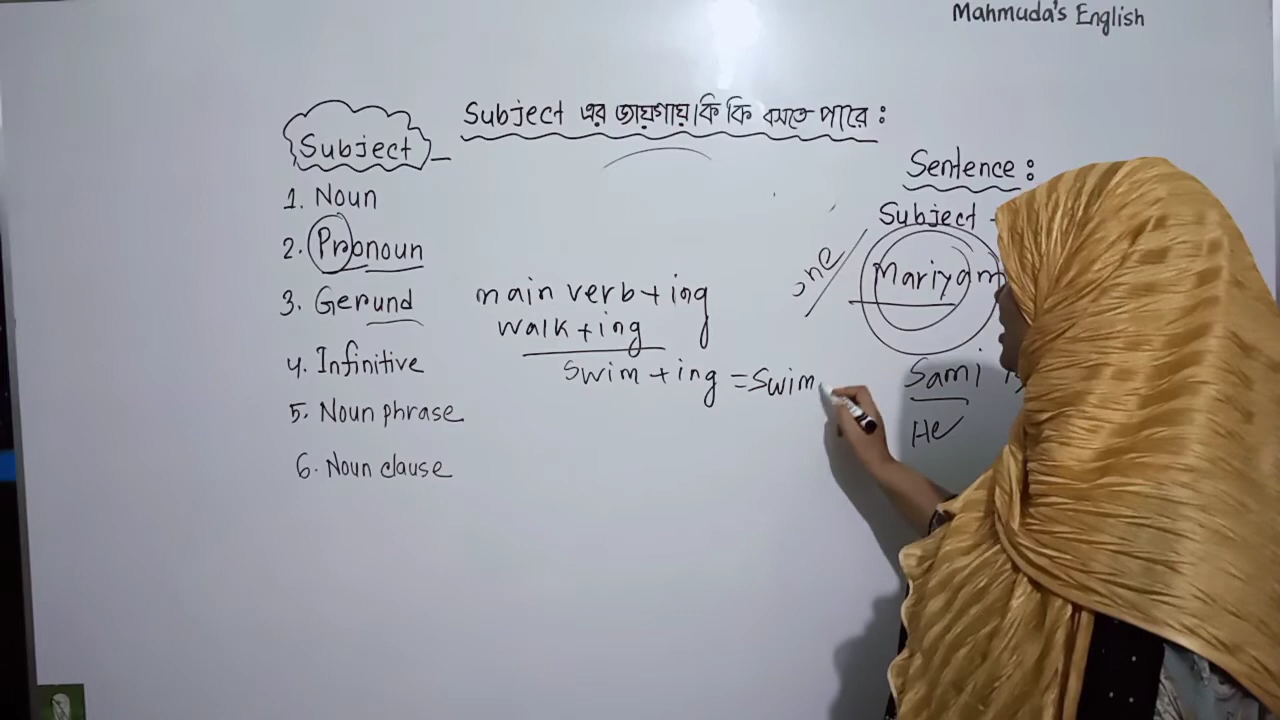 Mahmuda's English
Subject এর জায়গায় কি কি বসতে পারে :
Subject
1. Noun
2. Pronoun
3. Gerund
4. Infinitive
5. Noun phrase
6. Noun clause
main verb + ing
walk + ing
swim + ing = swim
Sentence :
Subject
Mariyam
Sami
He